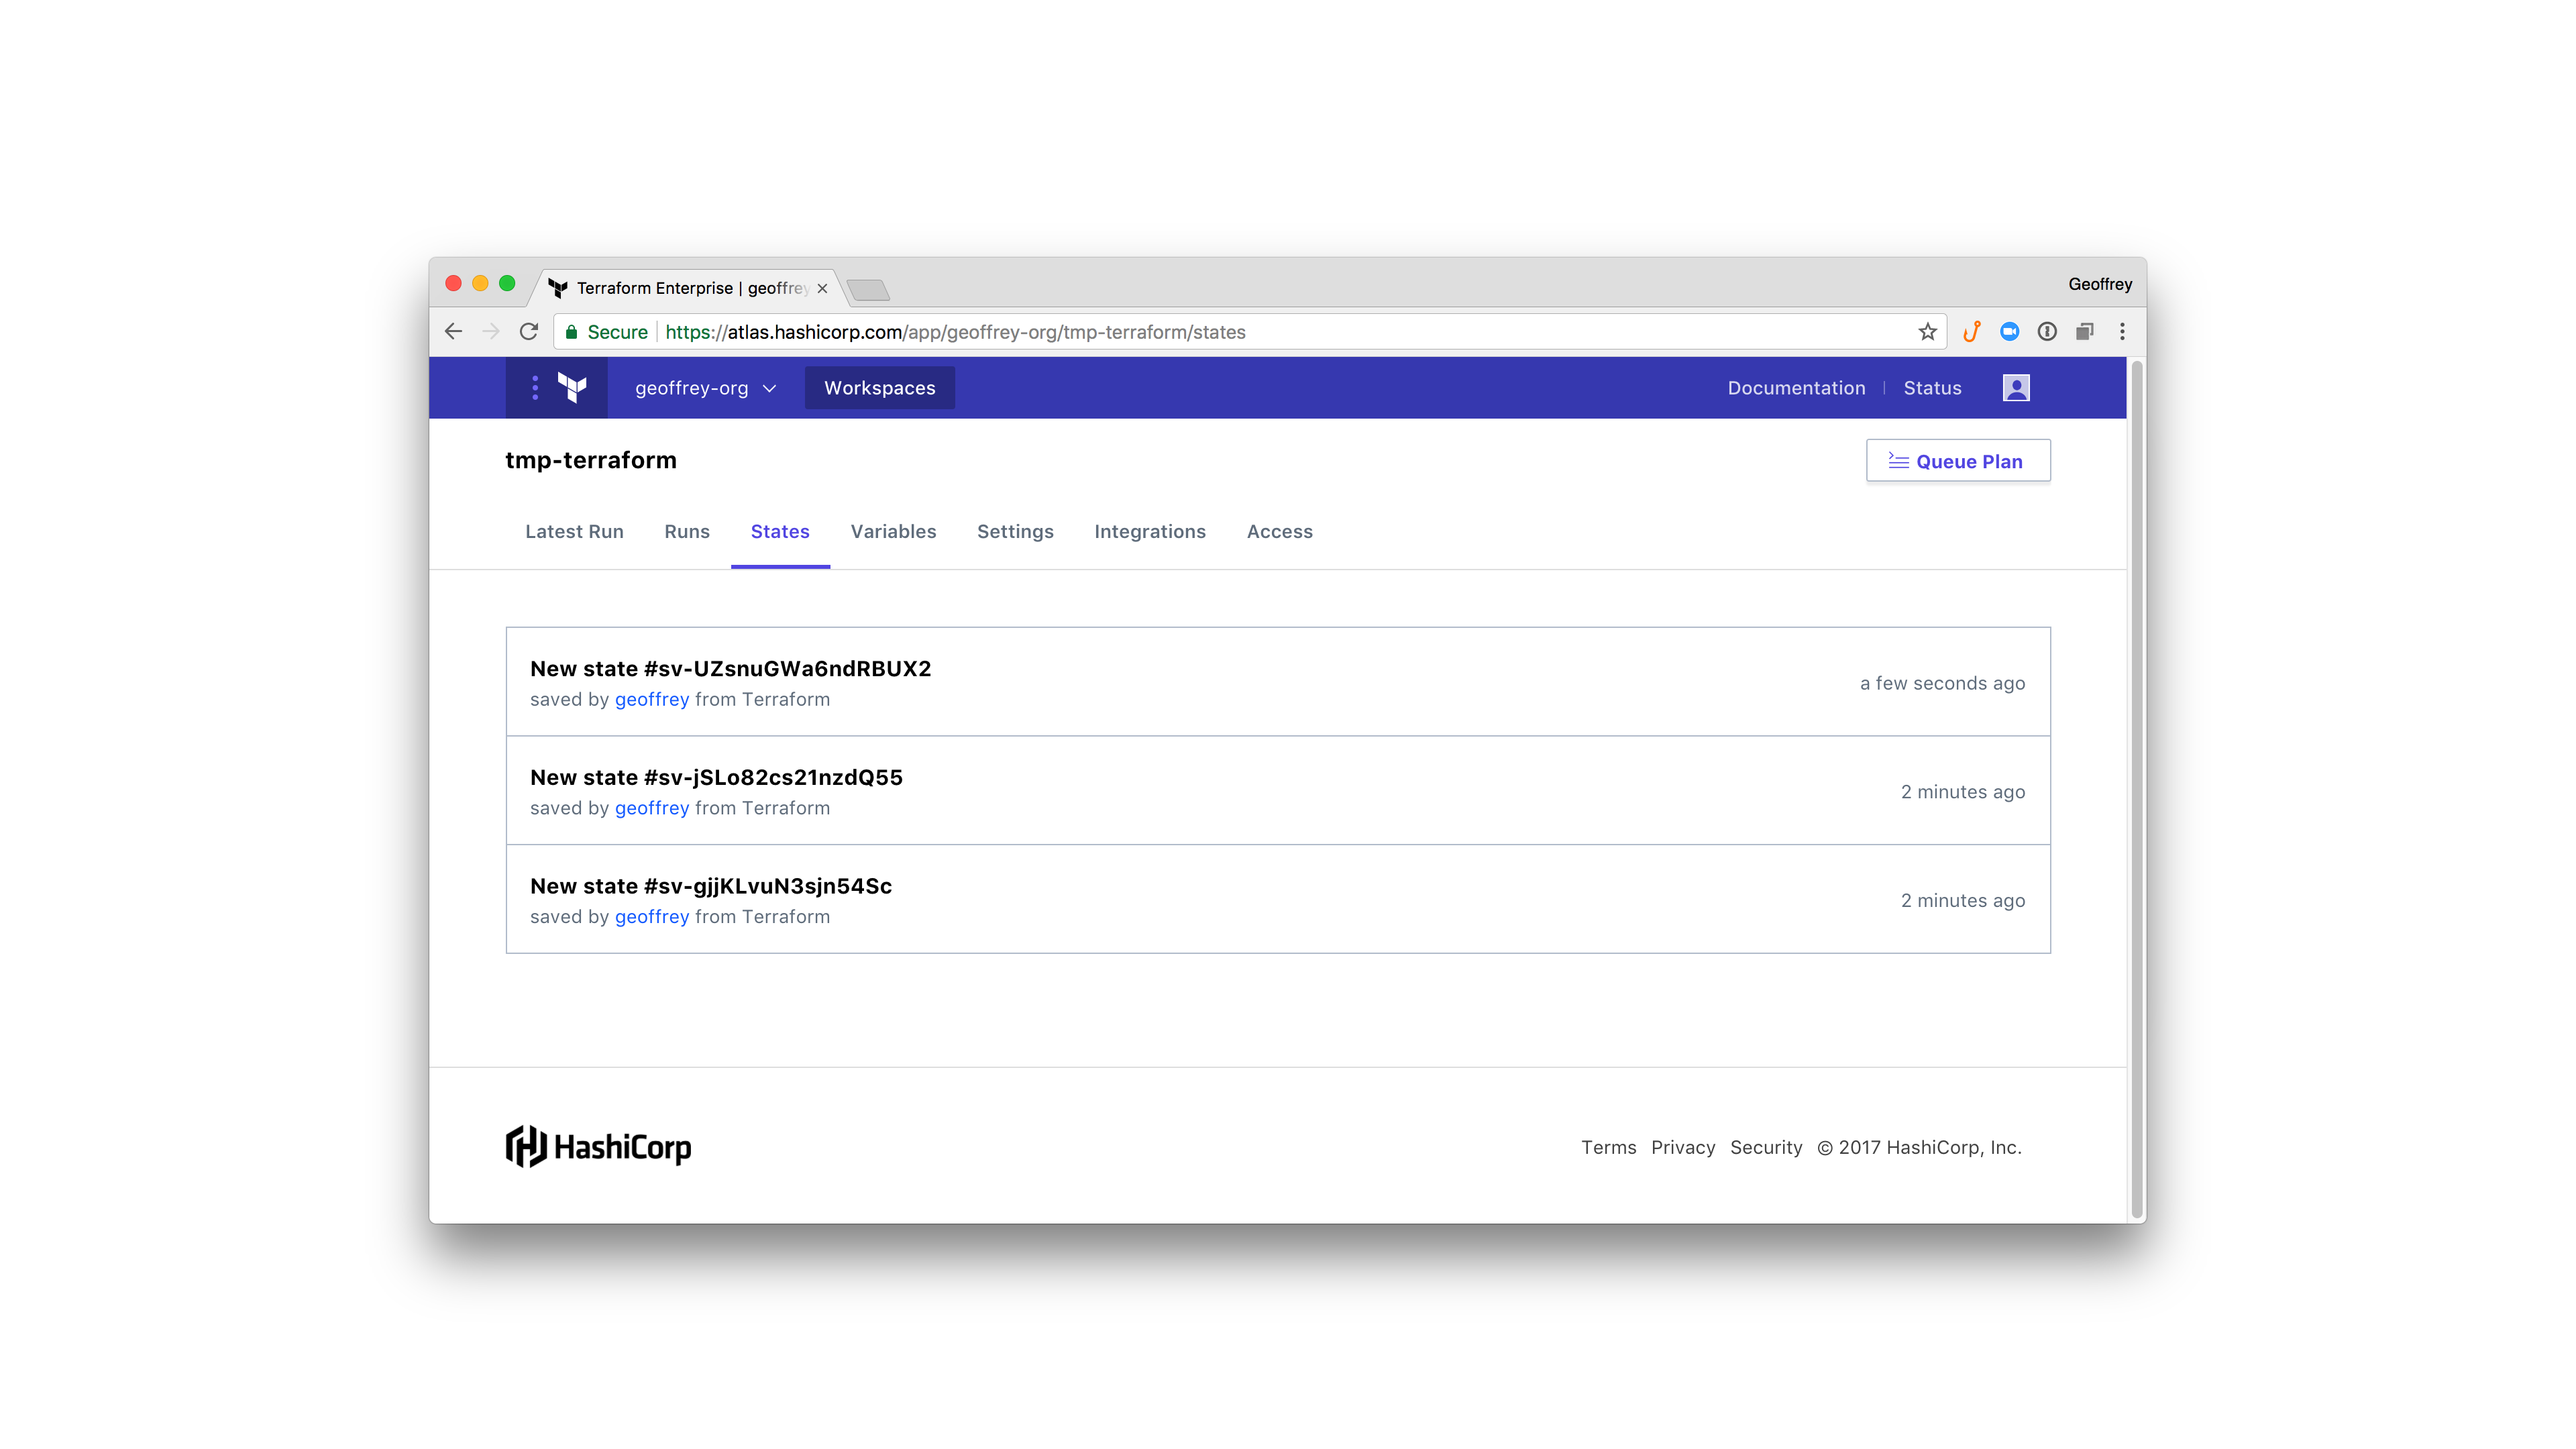 Terraform Enterprise | geoffrey
Geoffrey
Secure https://atlas.hashicorp.com/app/geoffrey-org/tmp-terraform/states
geoffrey-org Workspaces Documentation Status
tmp-terraform
Queue Plan
Latest Run Runs States Variables Settings Integrations Access
New state #sv-UZsnuGWa6ndRBUX2
saved by geoffrey from Terraform
a few seconds ago
New state #sv-jSLo82cs21nzdQ55
saved by geoffrey from Terraform
2 minutes ago
New state #sv-gjjKLvuN3sjn54Sc
saved by geoffrey from Terraform
2 minutes ago
HashiCorp
Terms Privacy Security © 2017 HashiCorp, Inc.